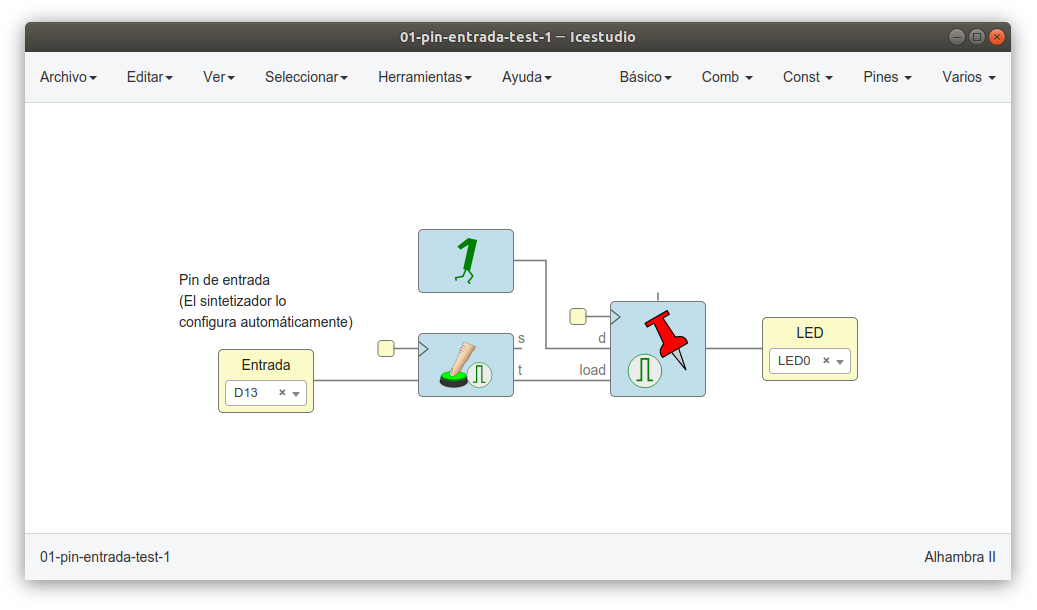 01-pin-entrada-test-1 — Icestudio
Archivo Editar Ver Seleccionar Herramientas Ayuda Básico Comb Const Pines Varios
1
Pin de entrada
(El sintetizador lo
configura automáticamente)
Entrada
D13
s
t
d
load
LED
LED0
01-pin-entrada-test-1 Alhambra II